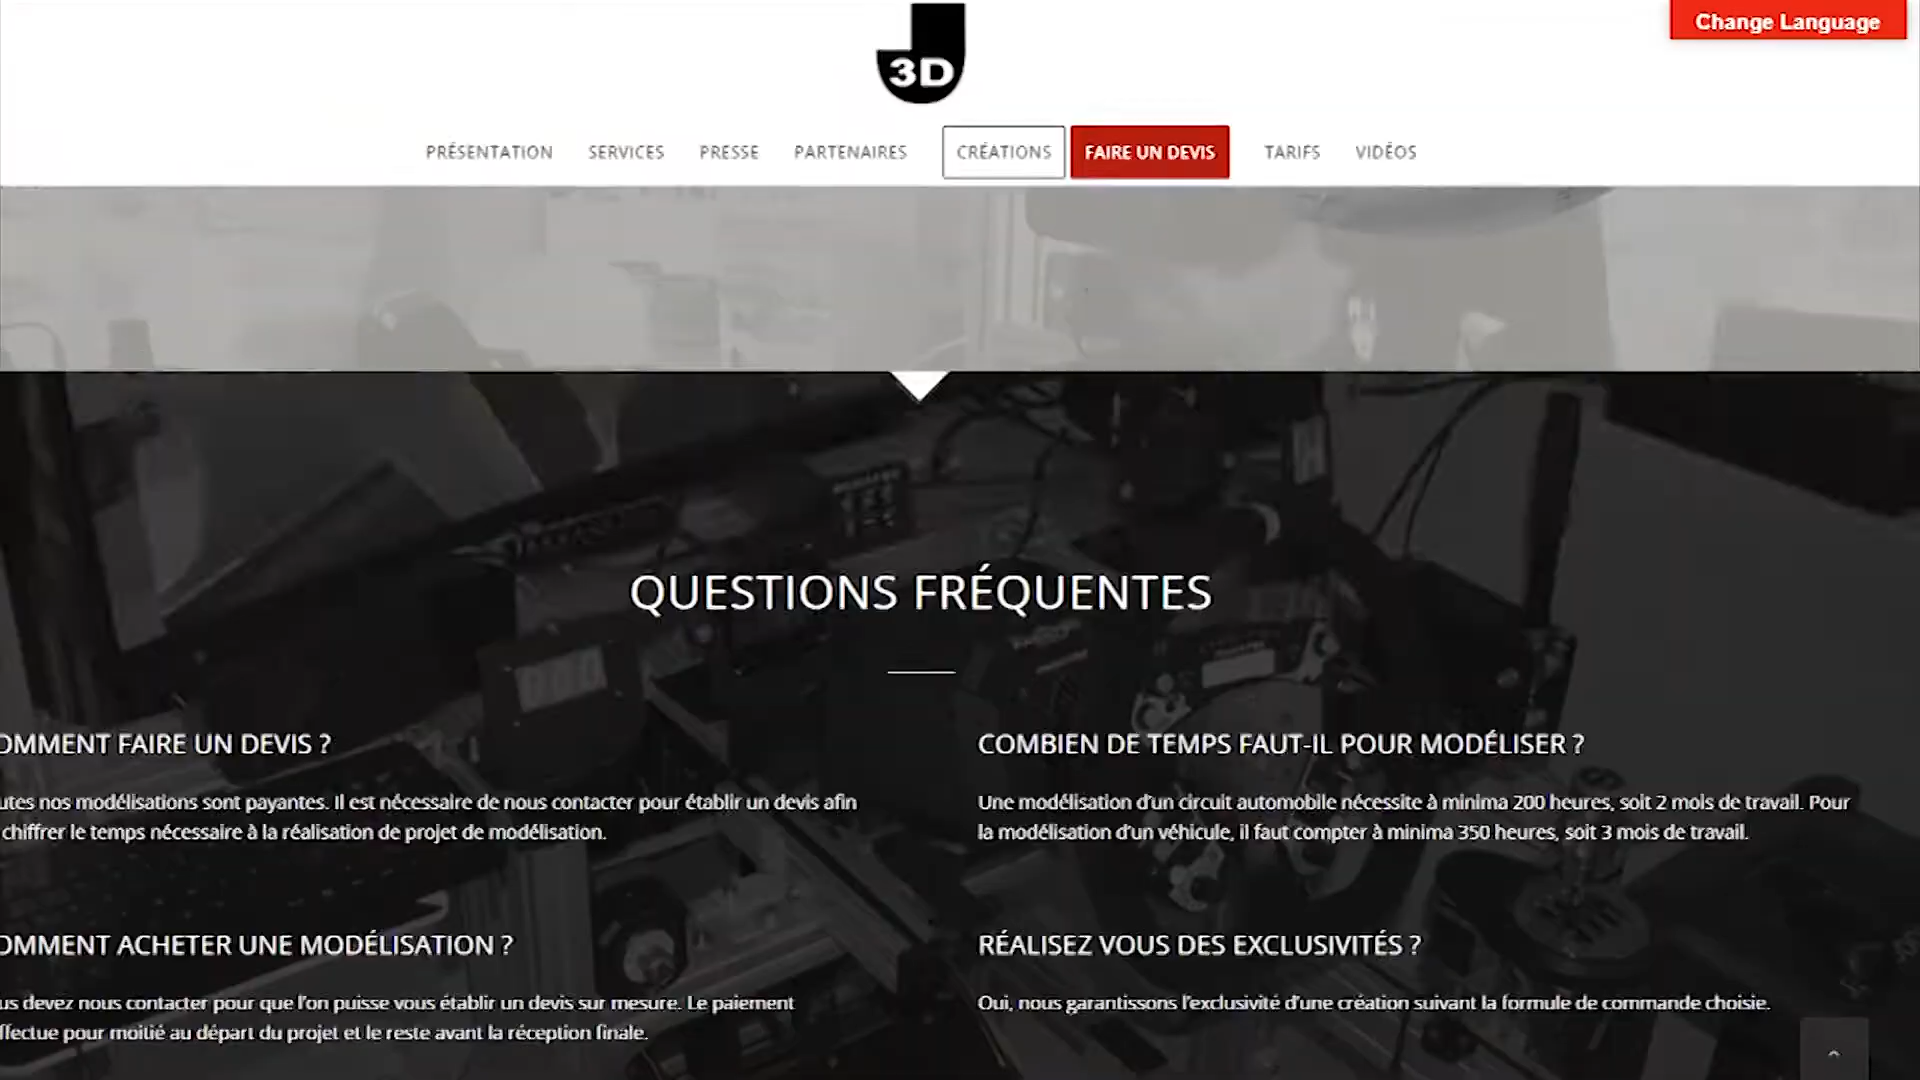 Change Language
3D
PRÉSENTATION SERVICES PRESSE PARTENAIRES CRÉATIONS FAIRE UN DEVIS TARIFS VIDÉOS
QUESTIONS FRÉQUENTES
OMMENT FAIRE UN DEVIS ?
utes nos modélisations sont payantes. Il est nécessaire de nous contacter pour établir un devis afin
chiffrer le temps nécessaire à la réalisation de projet de modélisation.
COMBIEN DE TEMPS FAUT-IL POUR MODÉLISER ?
Une modélisation d'un circuit automobile nécessite à minima 200 heures, soit 2 mois de travail. Pour
la modélisation d'un véhicule, il faut compter à minima 350 heures, soit 3 mois de travail.
OMMENT ACHETER UNE MODÉLISATION ?
us devez nous contacter pour que l'on puisse vous établir un devis sur mesure. Le paiement
ffectue pour moitié au départ du projet et le reste avant la réception finale.
RÉALISEZ VOUS DES EXCLUSIVITÉS ?
Oui, nous garantissons l'exclusivité d'une création suivant la formule de commande choisie.